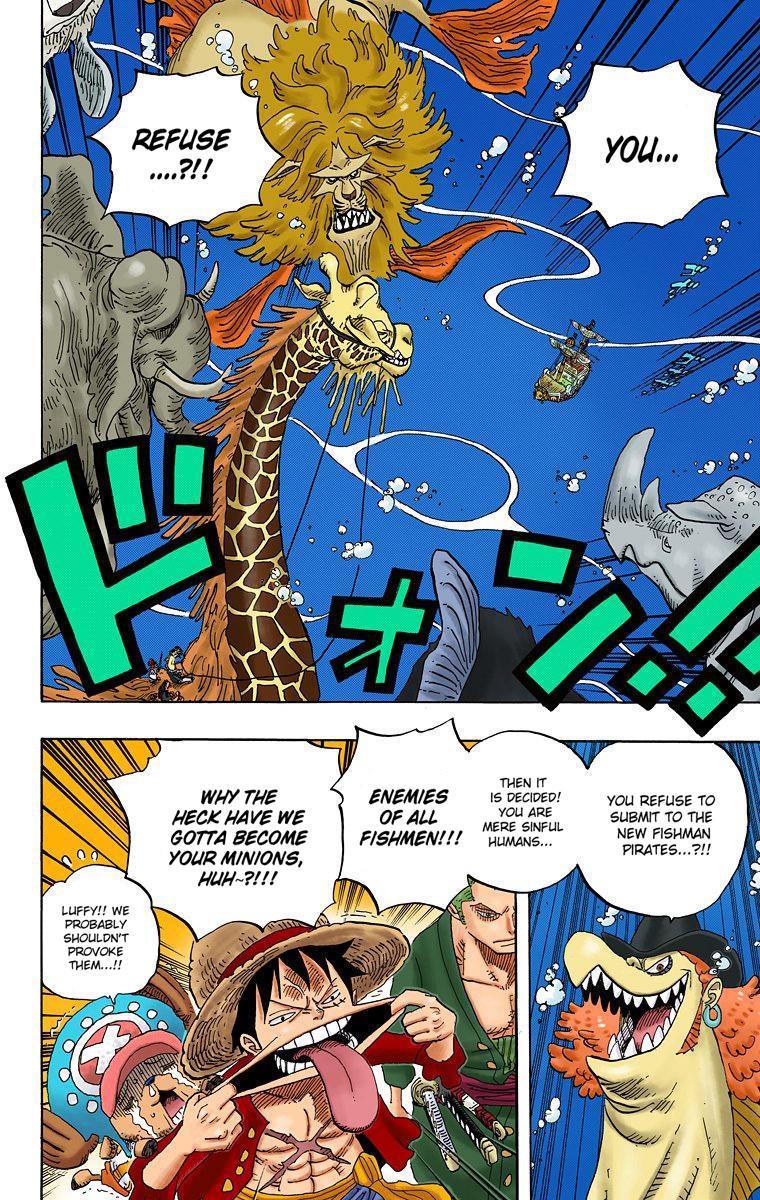 YOU...
REFUSE
....?!!
ドォン!!
YOU REFUSE TO
SUBMIT TO THE
NEW FISHMAN
PIRATES...?!!
THEN IT
IS DECIDED!
YOU ARE
MERE SINFUL
HUMANS...
ENEMIES
OF ALL
FISHMEN!!!
WHY THE
HECK HAVE WE
GOTTA BECOME
YOUR MINIONS,
HUH~?!!!
LUFFY!! WE
PROBABLY
SHOULDN'T
PROVOKE
THEM...!!